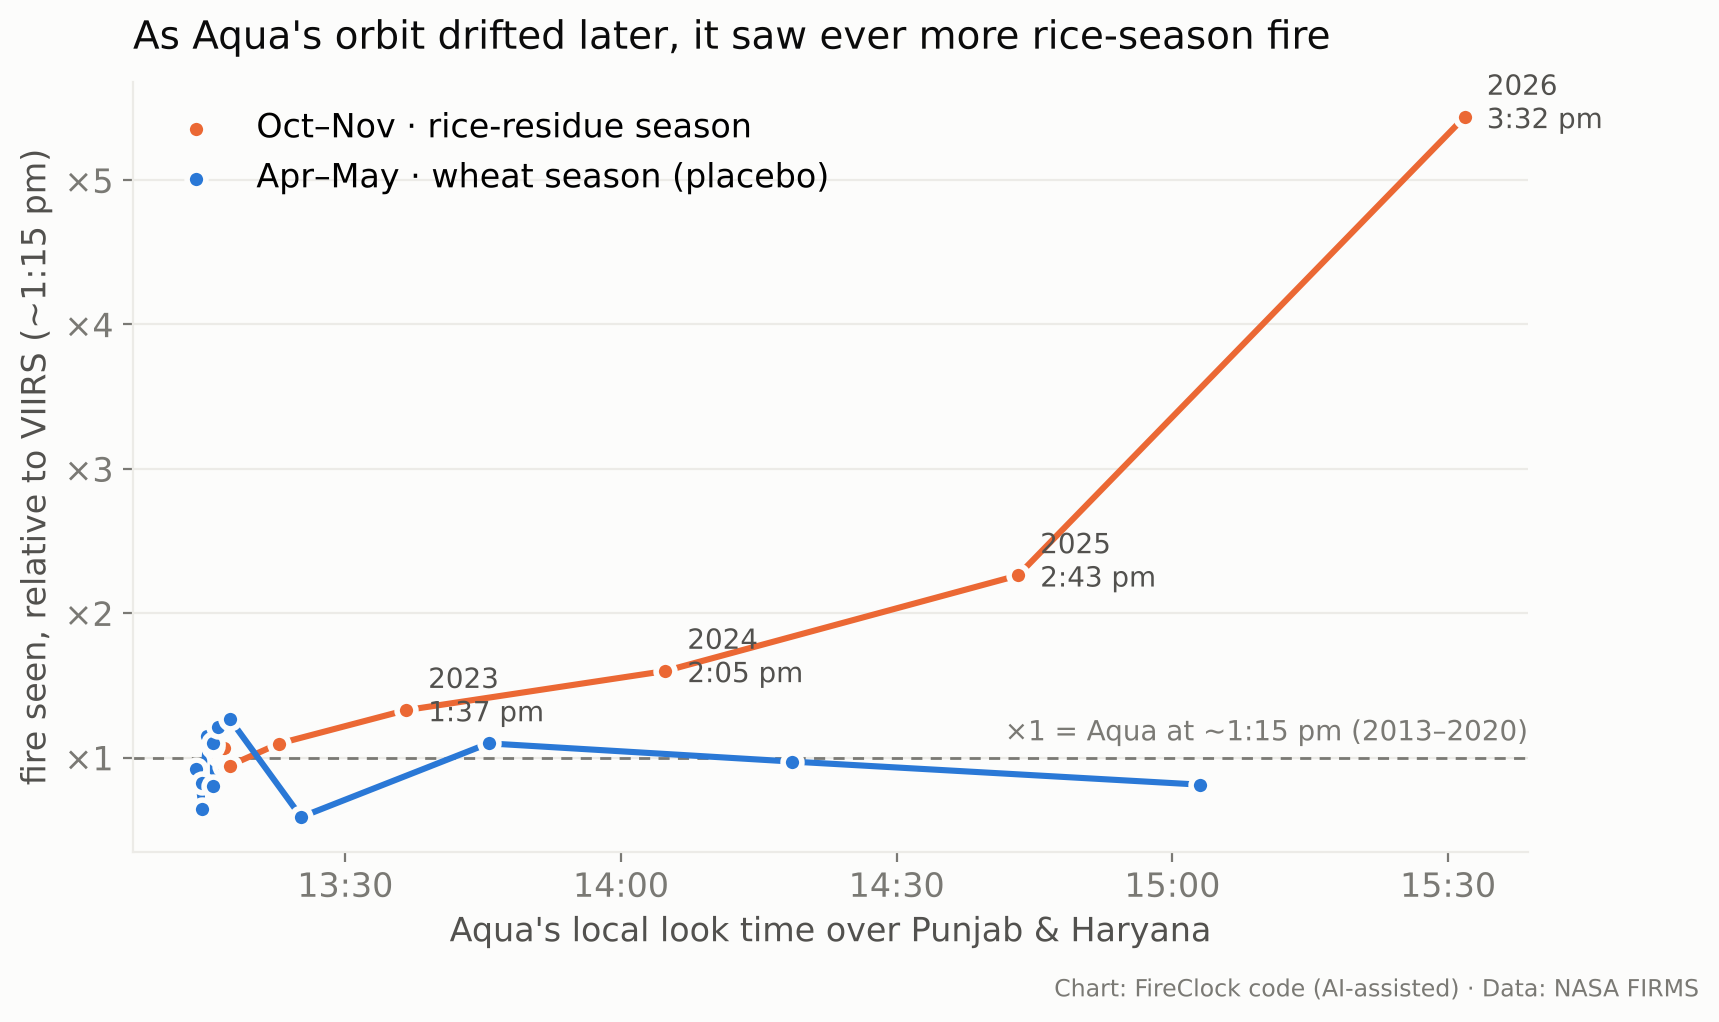 As Aqua's orbit drifted later, it saw ever more rice-season fire
Oct–Nov · rice-residue season
Apr–May · wheat season (placebo)
fire seen, relative to VIIRS (~1:15 pm)
×5
×4
×3
×2
×1
2026
3:32 pm
2025
2:43 pm
2024
2:05 pm
2023
1:37 pm
×1 = Aqua at ~1:15 pm (2013–2020)
13:30
14:00
14:30
15:00
15:30
Aqua's local look time over Punjab & Haryana
Chart: FireClock code (AI-assisted) · Data: NASA FIRMS